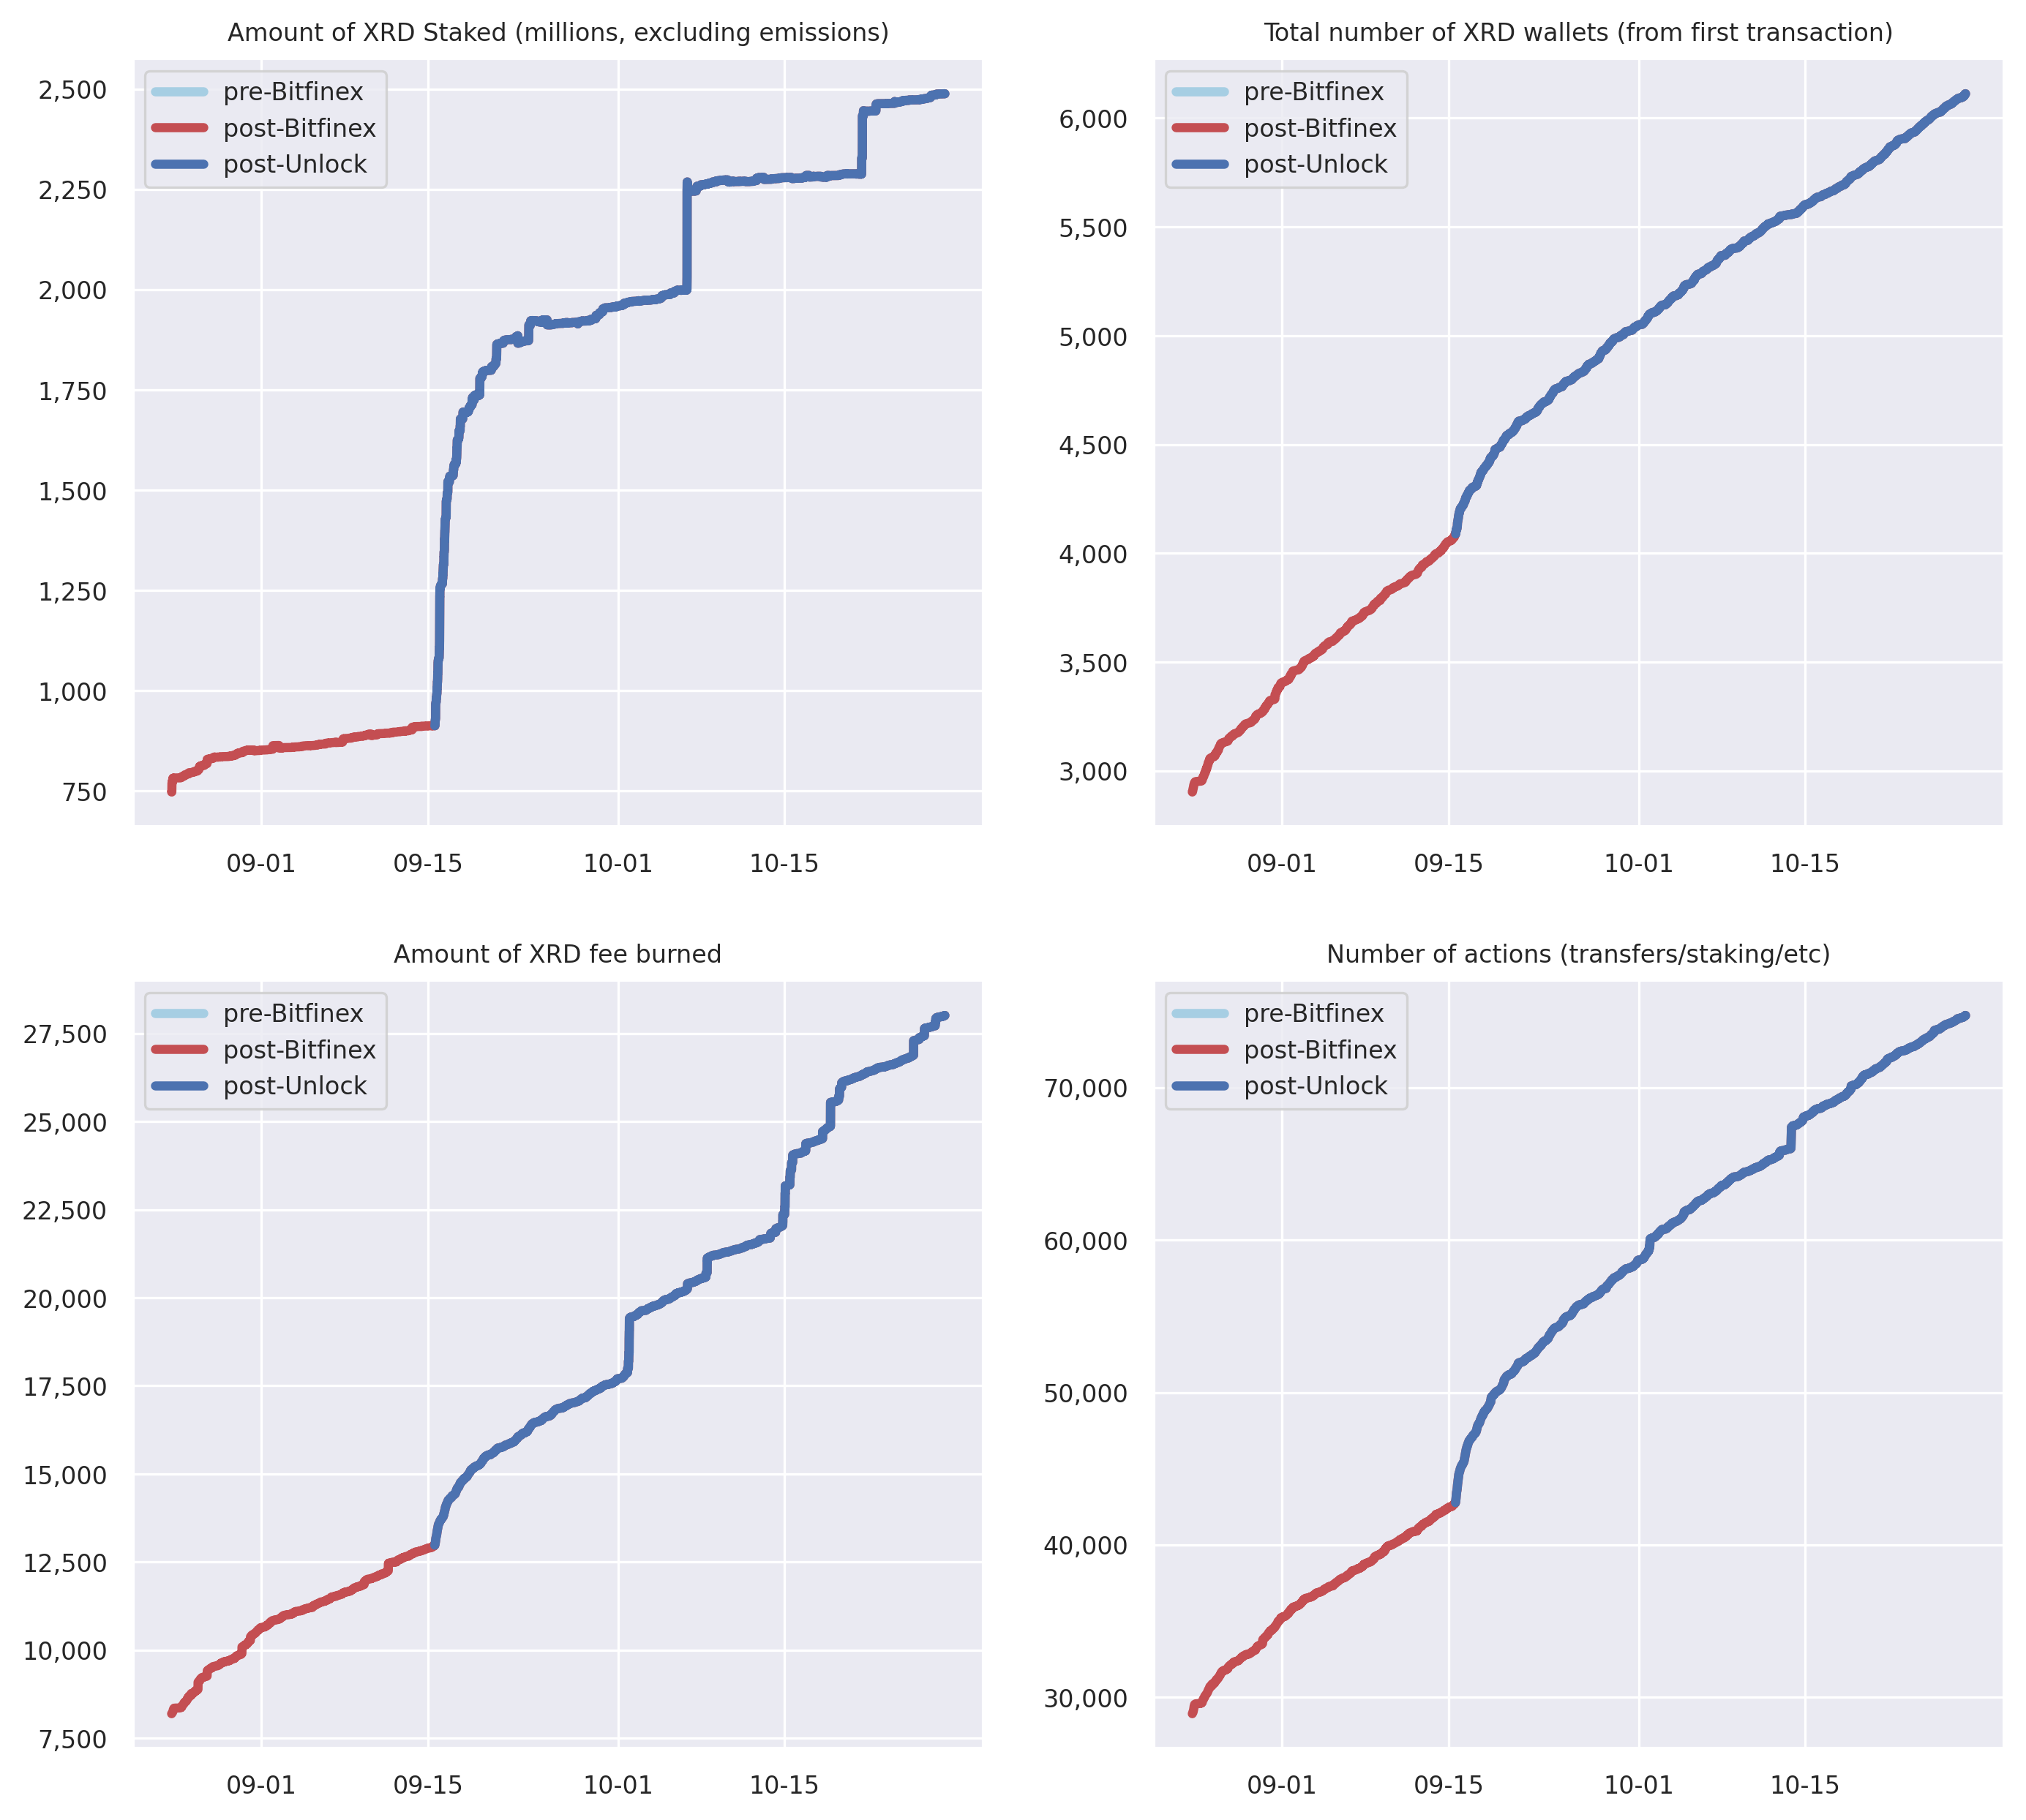 Amount of XRD Staked (millions, excluding emissions)
pre-Bitfinex
post-Bitfinex
post-Unlock
2,500
2,250
2,000
1,750
1,500
1,250
1,000
750
09-01 09-15 10-01 10-15
Total number of XRD wallets (from first transaction)
pre-Bitfinex
post-Bitfinex
post-Unlock
6,000
5,500
5,000
4,500
4,000
3,500
3,000
09-01 09-15 10-01 10-15
Amount of XRD fee burned
pre-Bitfinex
post-Bitfinex
post-Unlock
27,500
25,000
22,500
20,000
17,500
15,000
12,500
10,000
7,500
09-01 09-15 10-01 10-15
Number of actions (transfers/staking/etc)
pre-Bitfinex
post-Bitfinex
post-Unlock
70,000
60,000
50,000
40,000
30,000
09-01 09-15 10-01 10-15